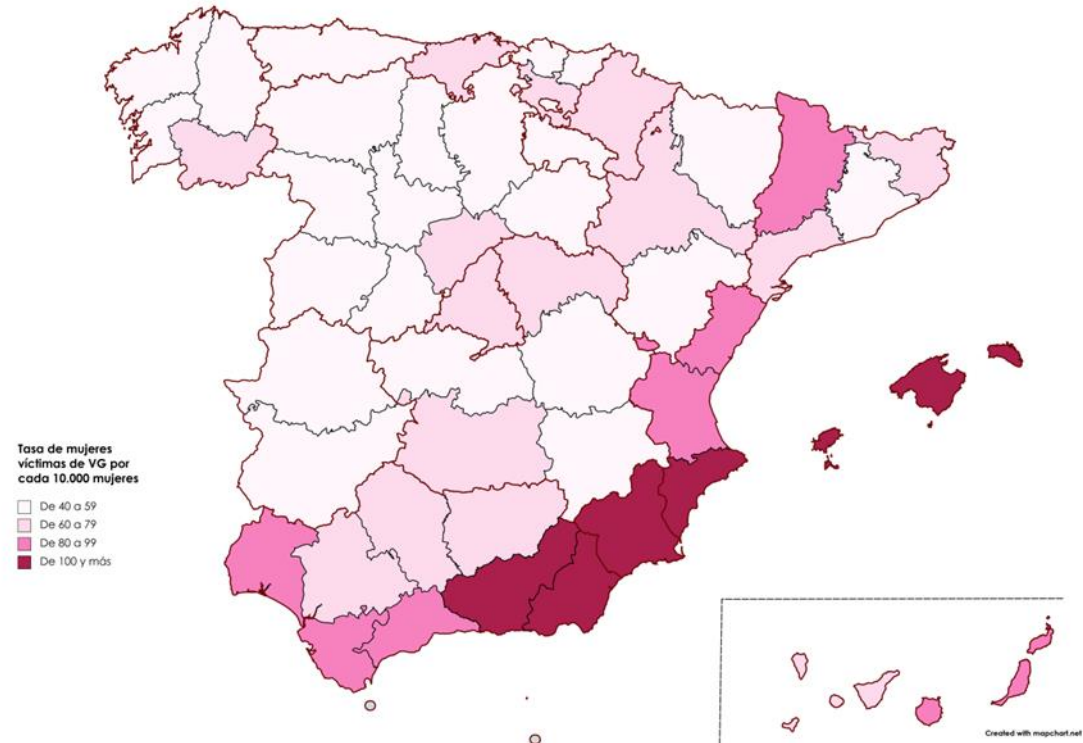 Tasa de mujeres
víctimas de VG por
cada 10.000 mujeres
De 40 a 59
De 60 a 79
De 80 a 99
De 100 y más
Created with mapchart.net